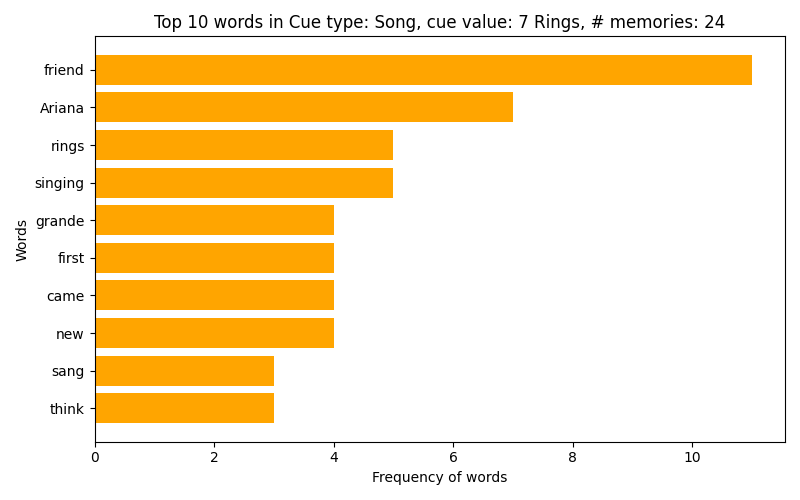 Top 10 words in Cue type: Song, cue value: 7 Rings, # memories: 24
Words
friend
Ariana
rings
singing
grande
first
came
new
sang
think
0 2 4 6 8 10
Frequency of words